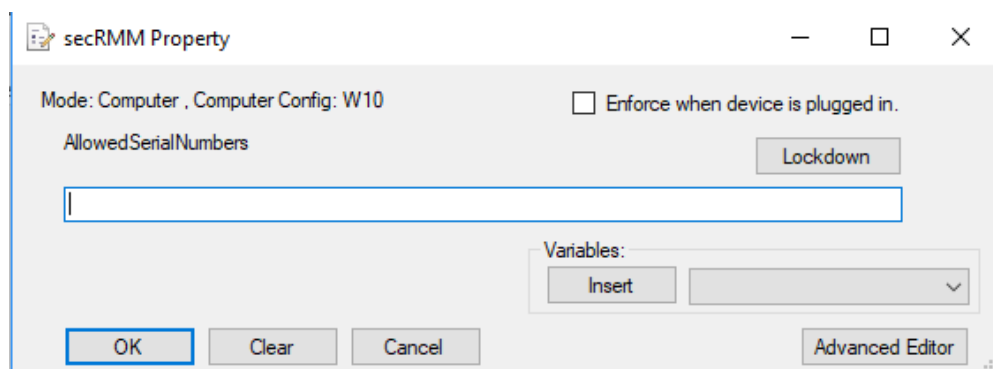 secRMM Property
Mode: Computer , Computer Config: W10
Enforce when device is plugged in.
AllowedSerialNumbers
Lockdown
Variables:
Insert
OK
Clear
Cancel
Advanced Editor